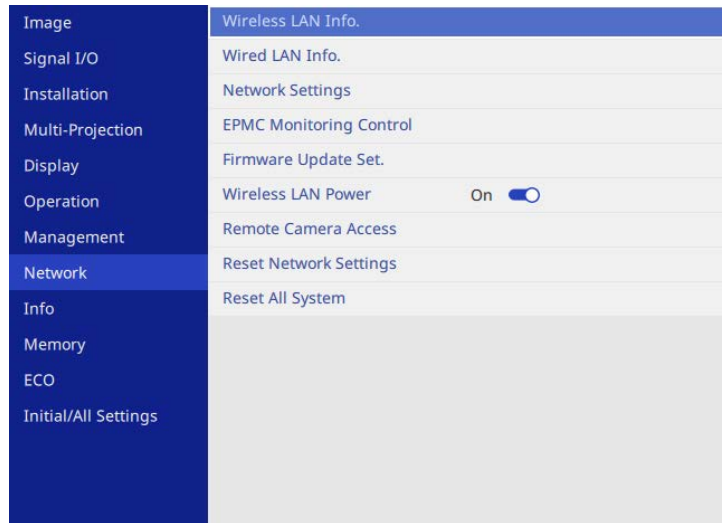 Image
Signal I/O
Installation
Multi-Projection
Display
Operation
Management
Network
Info
Memory
ECO
Initial/All Settings
Wireless LAN Info.
Wired LAN Info.
Network Settings
EPMC Monitoring Control
Firmware Update Set.
Wireless LAN Power On
Remote Camera Access
Reset Network Settings
Reset All System